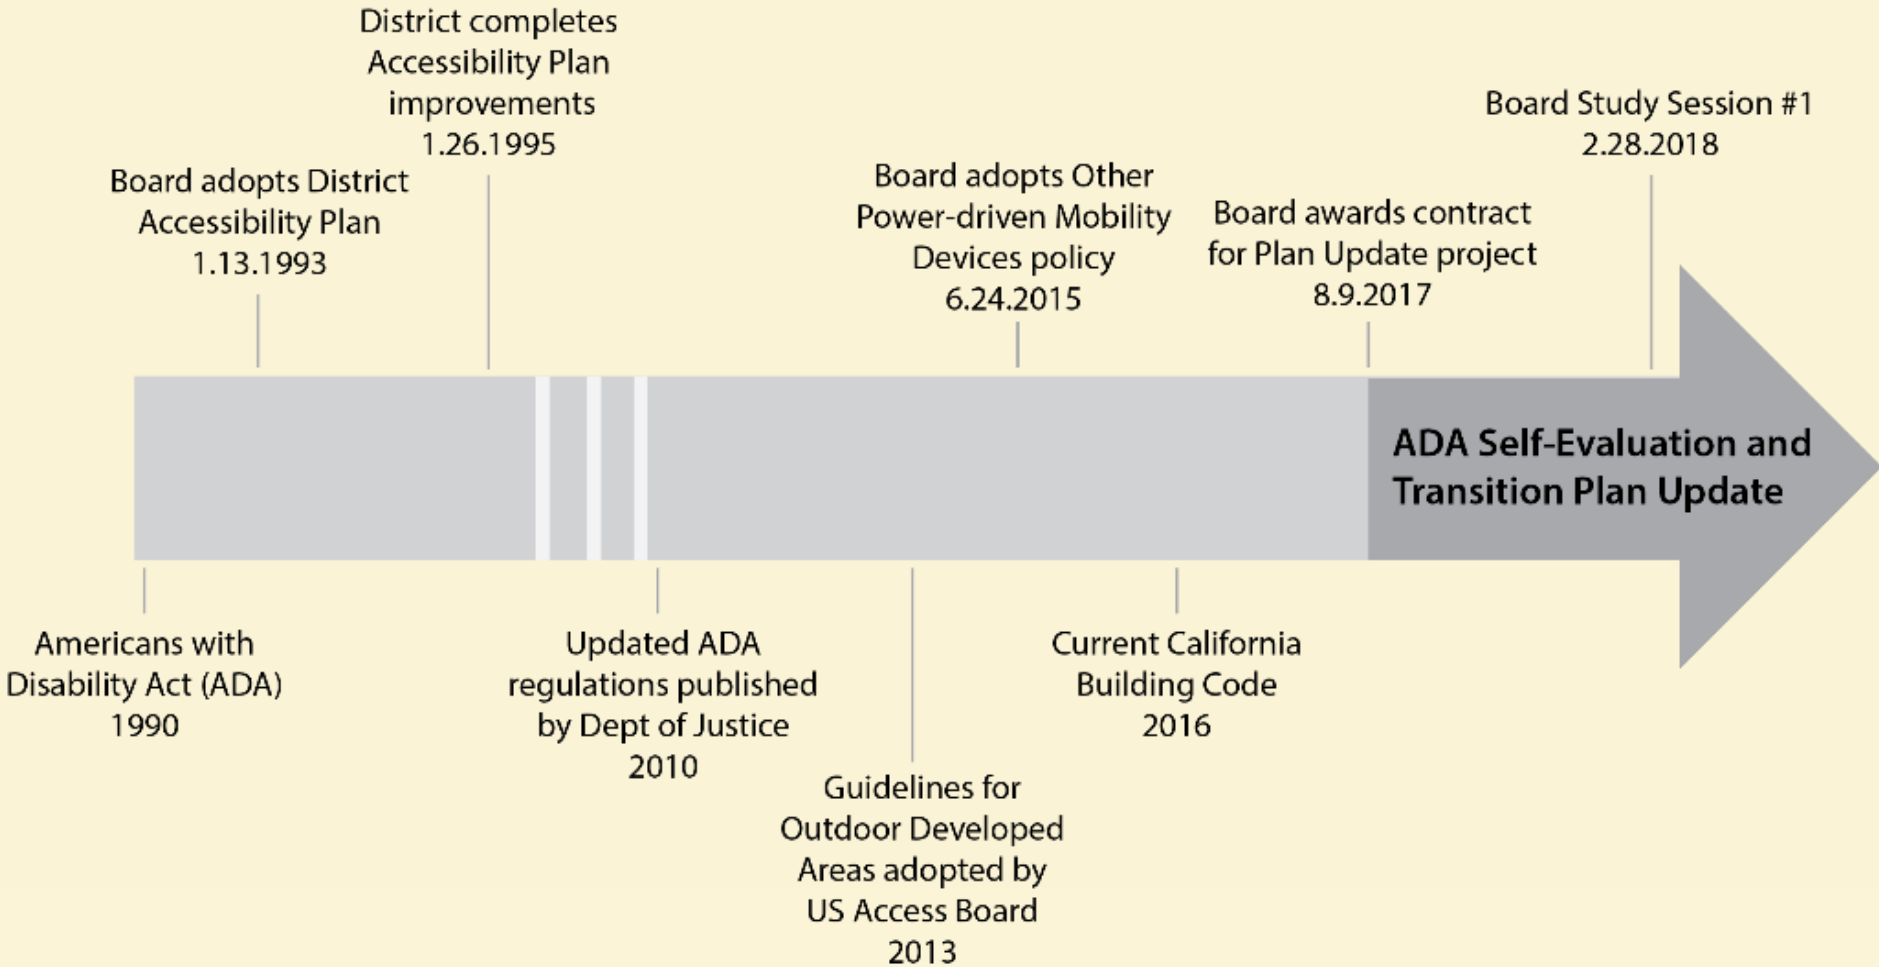 District completes
Accessibility Plan
improvements
1.26.1995
Board adopts District
Accessibility Plan
1.13.1993
Board adopts Other
Power-driven Mobility
Devices policy
6.24.2015
Board awards contract
for Plan Update project
8.9.2017
Board Study Session #1
2.28.2018
ADA Self-Evaluation and
Transition Plan Update
Americans with
Disability Act (ADA)
1990
Updated ADA
regulations published
by Dept of Justice
2010
Guidelines for
Outdoor Developed
Areas adopted by
US Access Board
2013
Current California
Building Code
2016